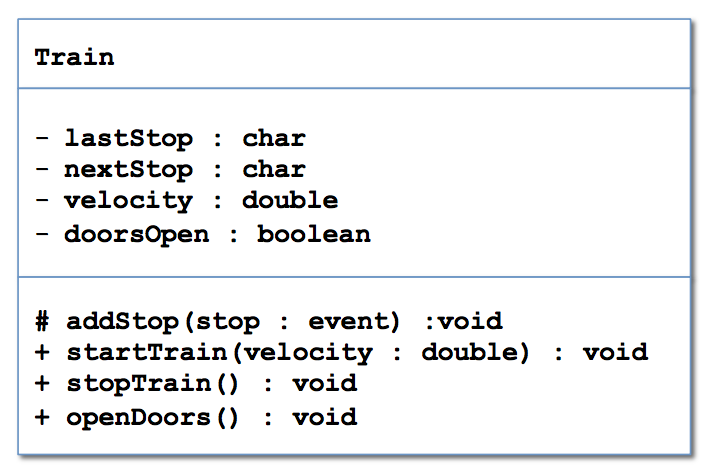 Train
- lastStop : char
- nextStop : char
- velocity : double
- doorsOpen : boolean
# addStop(stop : event) :void
+ startTrain(velocity : double) : void
+ stopTrain() : void
+ openDoors() : void